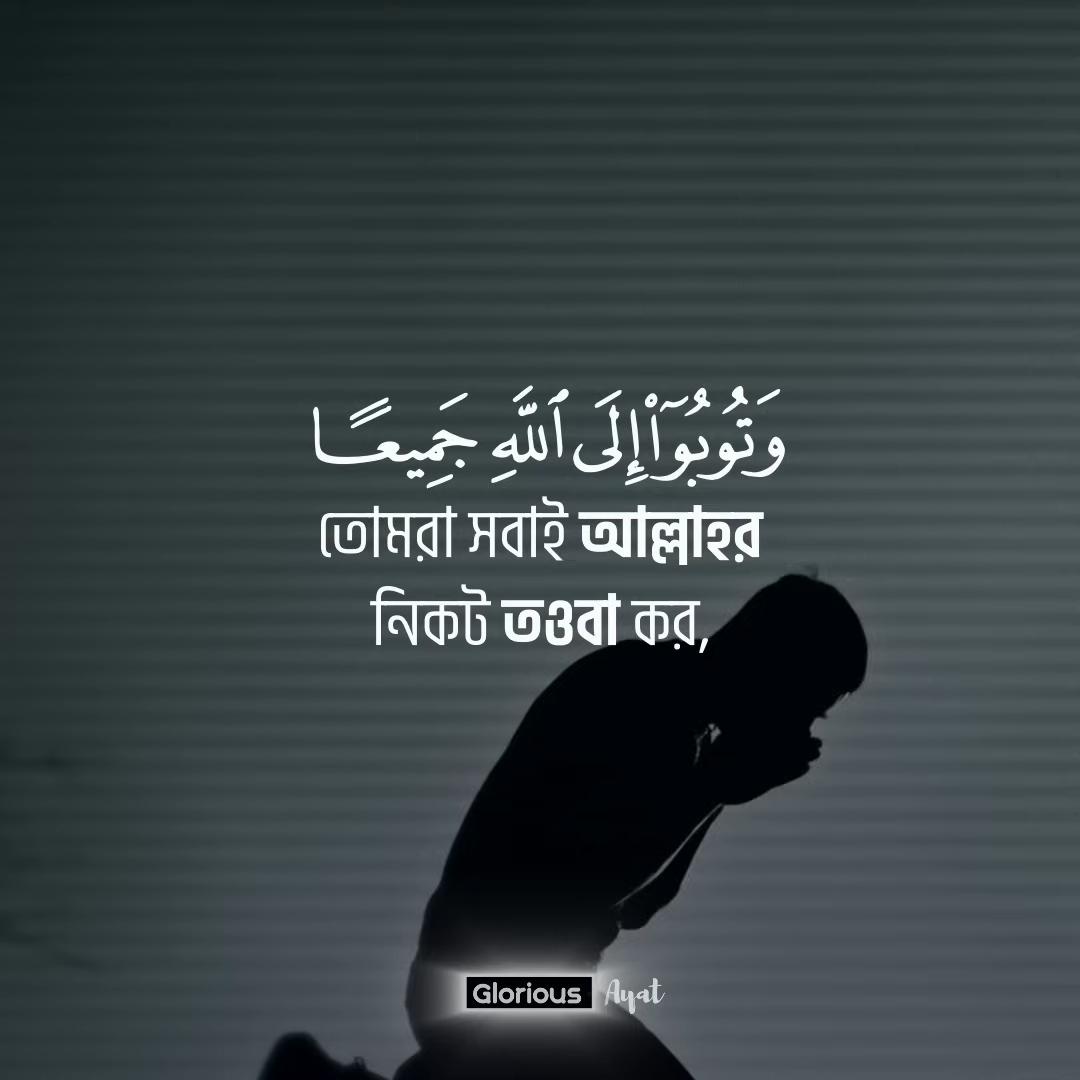 وَتُوبُوٓا۟ إِلَى ٱللَّهِ جَمِيعًا
তোমরা সবাই আল্লাহর
নিকট তওবা কর,
Glorious Ayat